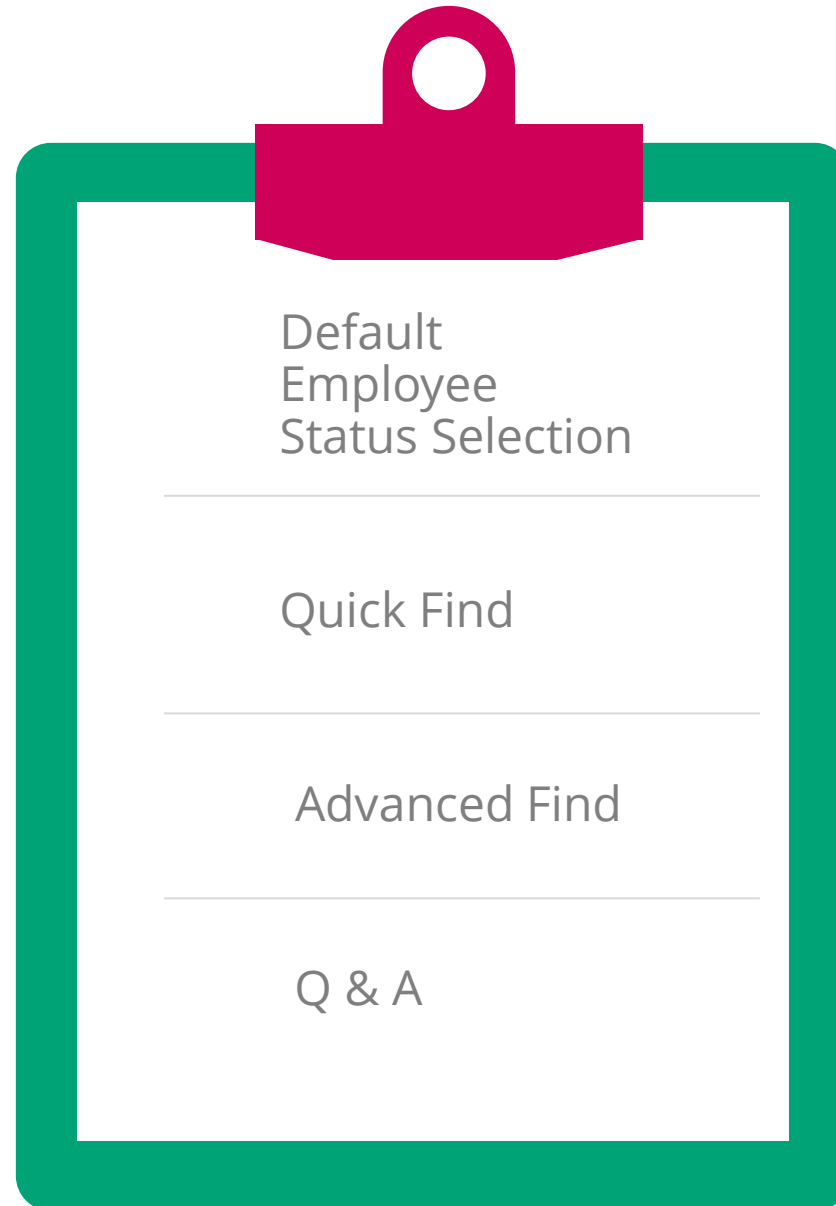 Default
Employee
Status Selection
Quick Find
Advanced Find
Q & A